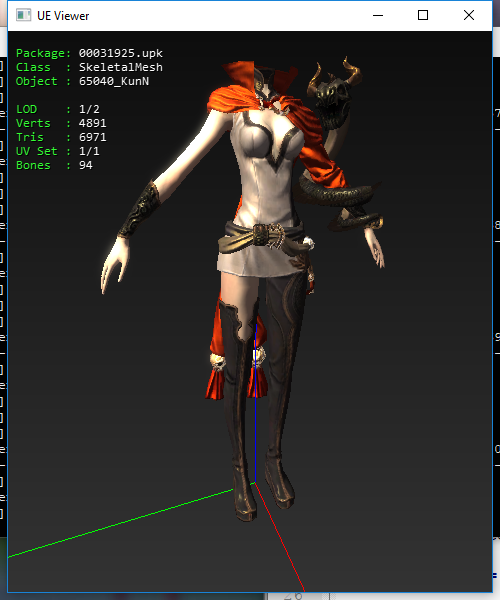 UE Viewer
Package: 00031925.upk
Class  : SkeletalMesh
Object : 65040_KunN
LOD    : 1/2
Verts  : 4891
Tris   : 6971
UV Set : 1/1
Bones  : 94